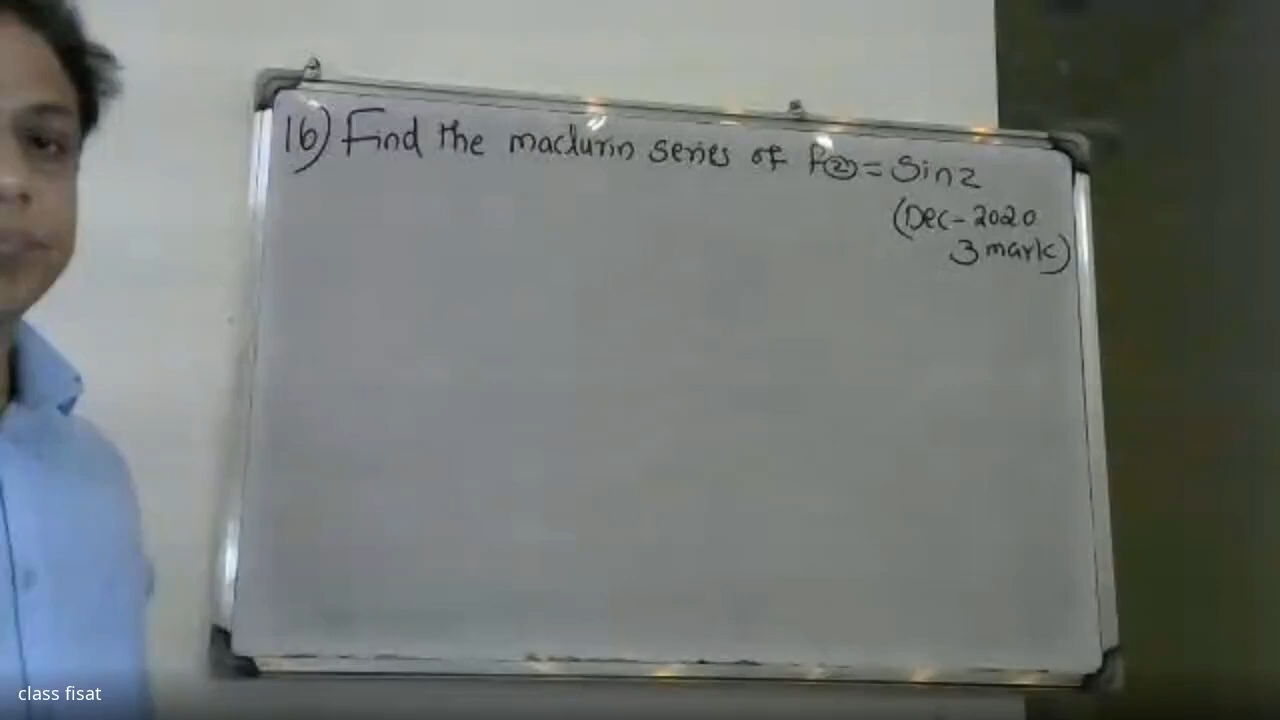 16) Find the maclurin series of f(z) = Sin z
(Dec-2020
3 mark)
class fisat